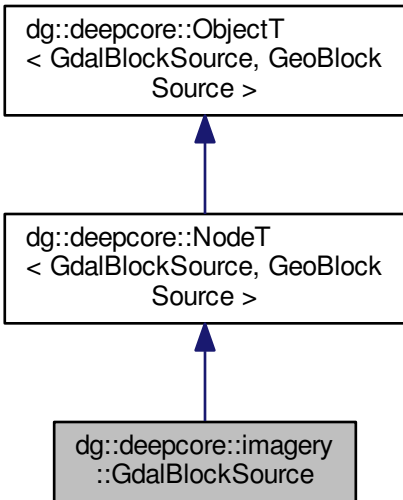 dg::deepcore::ObjectT
< GdalBlockSource, GeoBlock
Source >
dg::deepcore::NodeT
< GdalBlockSource, GeoBlock
Source >
dg::deepcore::imagery
::GdalBlockSource